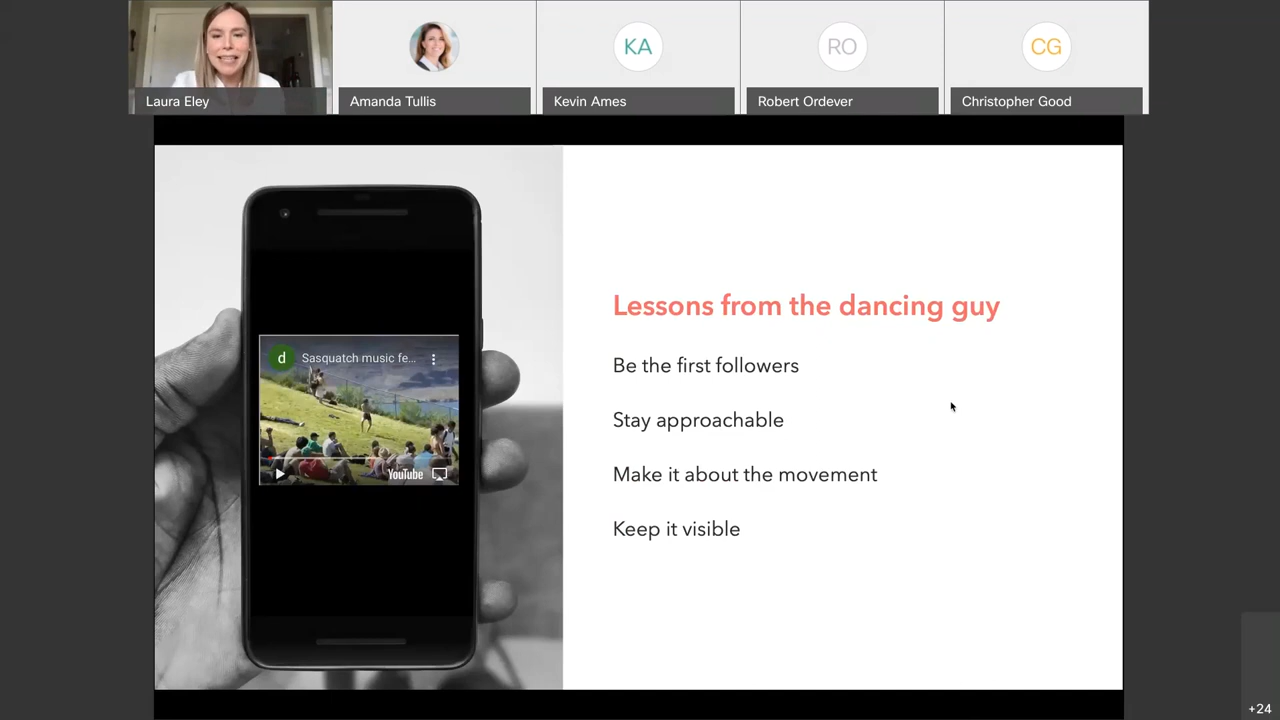 Laura Eley
Amanda Tullis
KA
Kevin Ames
RO
Robert Ordever
CG
Christopher Good
Lessons from the dancing guy
Be the first followers
Stay approachable
Make it about the movement
Keep it visible
d
Sasquatch music fe...
YouTube
+24